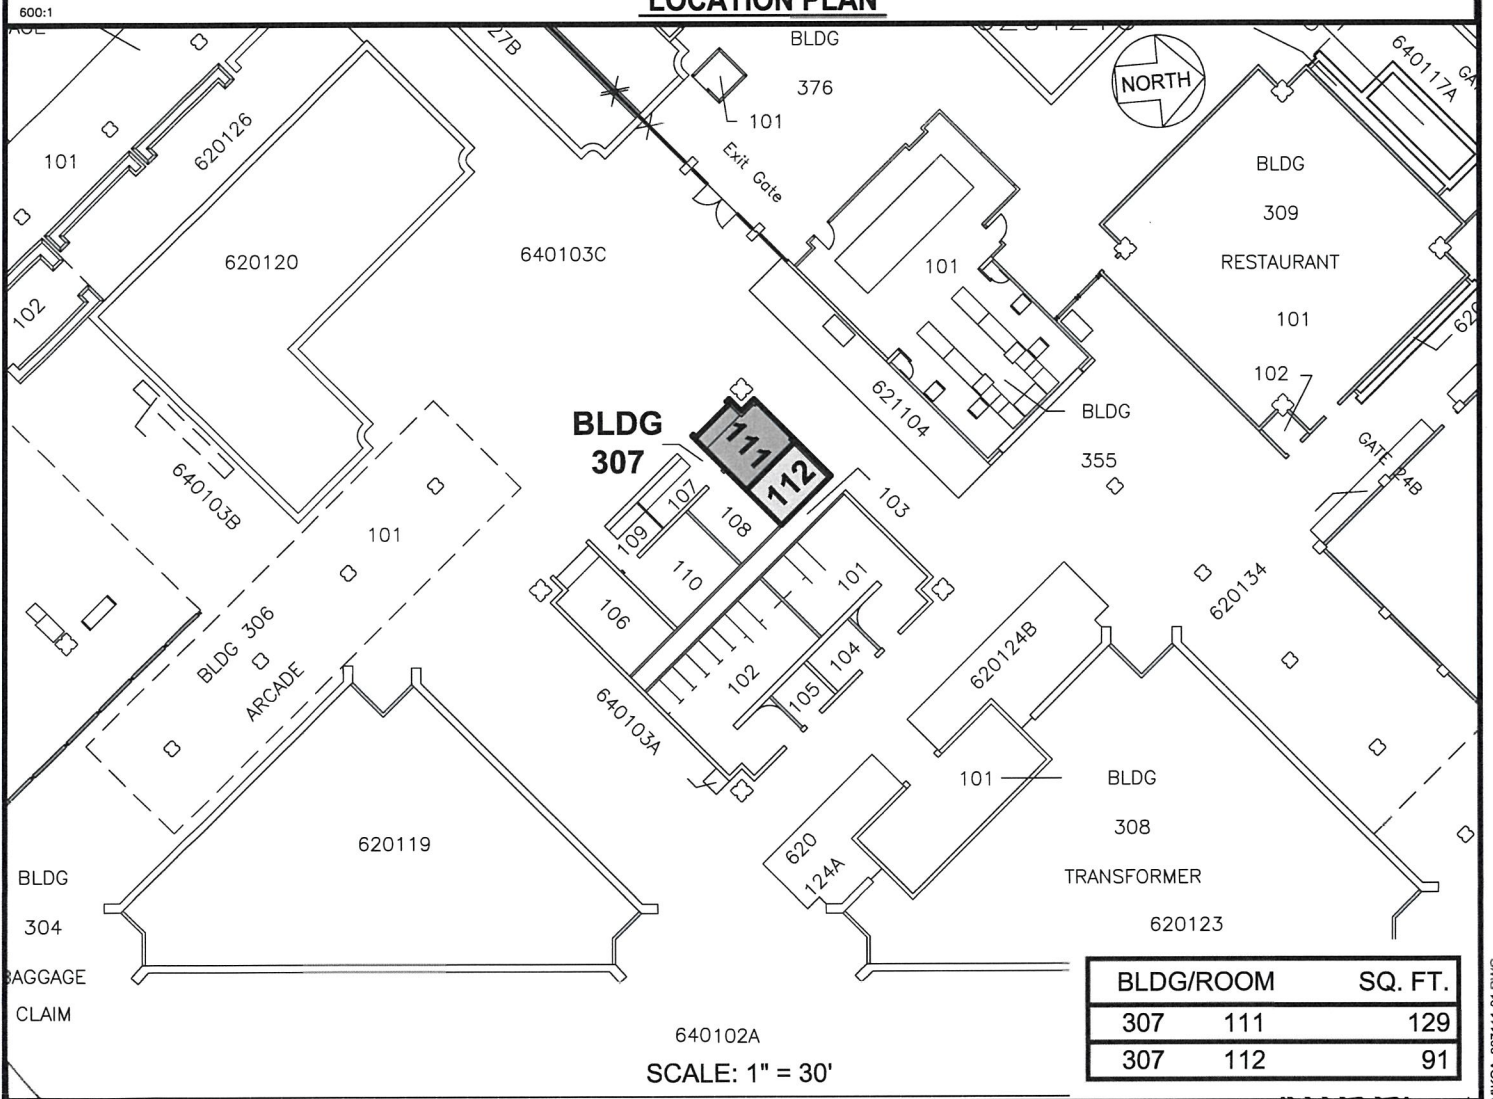 LOCATION PLAN
600:1
27B
BLDG
376
101
NORTH
640117A
620126
101
Exit Gate
BLDG
309
RESTAURANT
101
102
620120
640103C
101
102
BLDG
307
111
112
621104
BLDG
355
GATE 24B
640103B
101
107
108
109
110
103
101
106
620134
BLDG 306
ARCADE
102
104
105
620124B
640103A
101
BLDG
308
TRANSFORMER
620123
620119
620
124A
BLDG
304
BAGGAGE
CLAIM
640102A
SCALE: 1" = 30'
BLDG/ROOM SQ. FT.
307 111 129
307 112 91